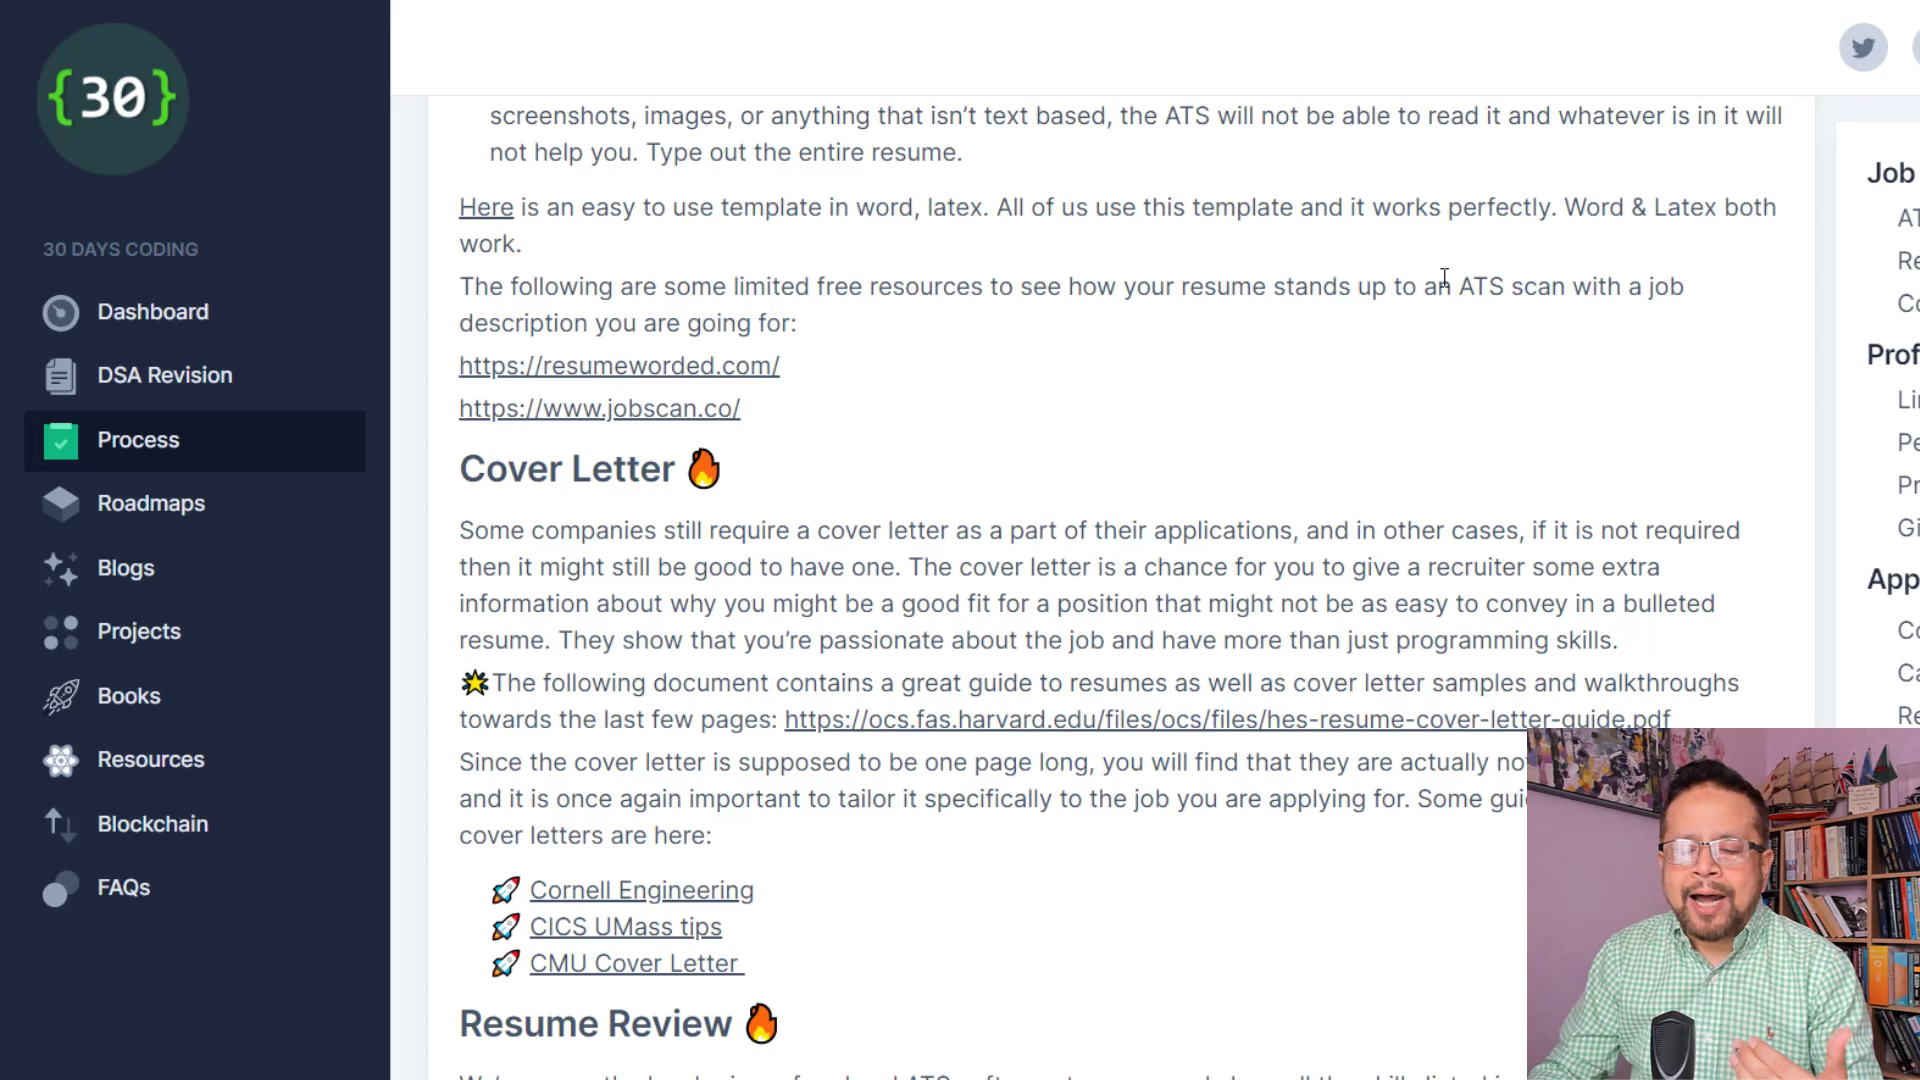 {30}
30 DAYS CODING
Dashboard
DSA Revision
Process
Roadmaps
Blogs
Projects
Books
Resources
Blockchain
FAQs
screenshots, images, or anything that isn’t text based, the ATS will not be able to read it and whatever is in it will
not help you. Type out the entire resume.
Here is an easy to use template in word, latex. All of us use this template and it works perfectly. Word & Latex both
work.
The following are some limited free resources to see how your resume stands up to an ATS scan with a job
description you are going for:
https://resumeworded.com/
https://www.jobscan.co/
Cover Letter 🔥
Some companies still require a cover letter as a part of their applications, and in other cases, if it is not required
then it might still be good to have one. The cover letter is a chance for you to give a recruiter some extra
information about why you might be a good fit for a position that might not be as easy to convey in a bulleted
resume. They show that you’re passionate about the job and have more than just programming skills.
🌟The following document contains a great guide to resumes as well as cover letter samples and walkthroughs
towards the last few pages: https://ocs.fas.harvard.edu/files/ocs/files/hes-resume-cover-letter-guide.pdf
Since the cover letter is supposed to be one page long, you will find that they are actually no
and it is once again important to tailor it specifically to the job you are applying for. Some gui
cover letters are here:
🚀 Cornell Engineering
🚀 CICS UMass tips
🚀 CMU Cover Letter
Resume Review 🔥
Job
AT
Re
Co
Prof
Lin
Pe
Pr
Gi
App
Co
Ca
Re